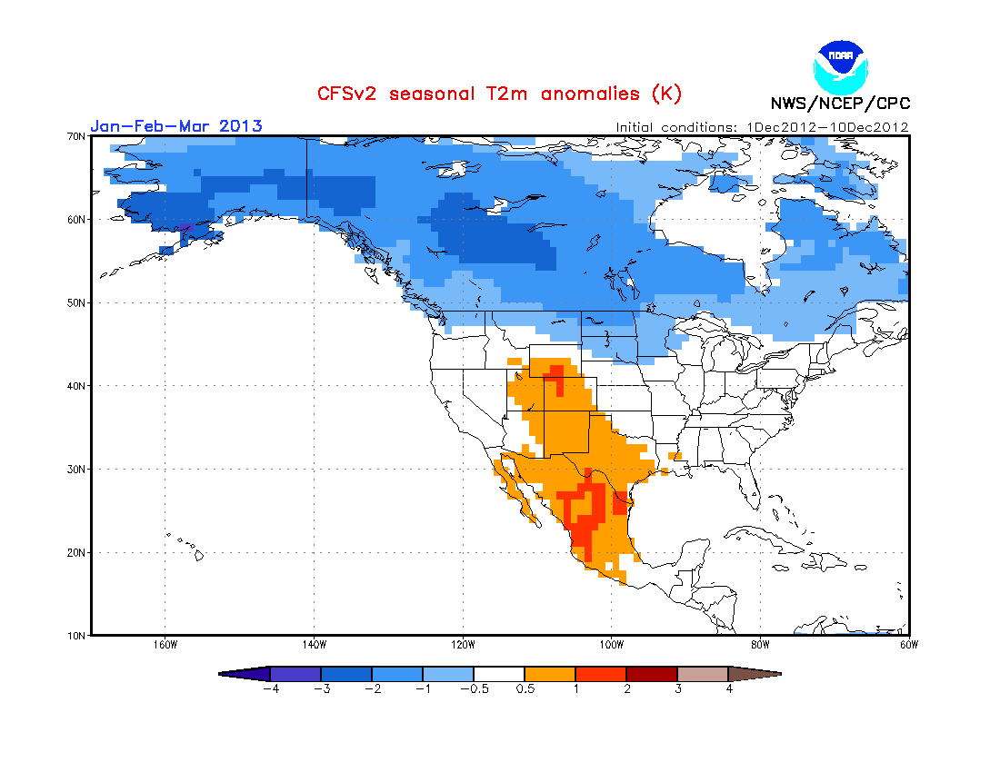 NOAA
CFSv2 seasonal T2m anomalies (K)
NWS/NCEP/CPC
Jan-Feb-Mar 2013
Initial conditions: 1Dec2012-10Dec2012
70N
60N
50N
40N
30N
20N
10N
160W 140W 120W 100W 80W 60W
-4 -3 -2 -1 -0.5 0.5 1 2 3 4